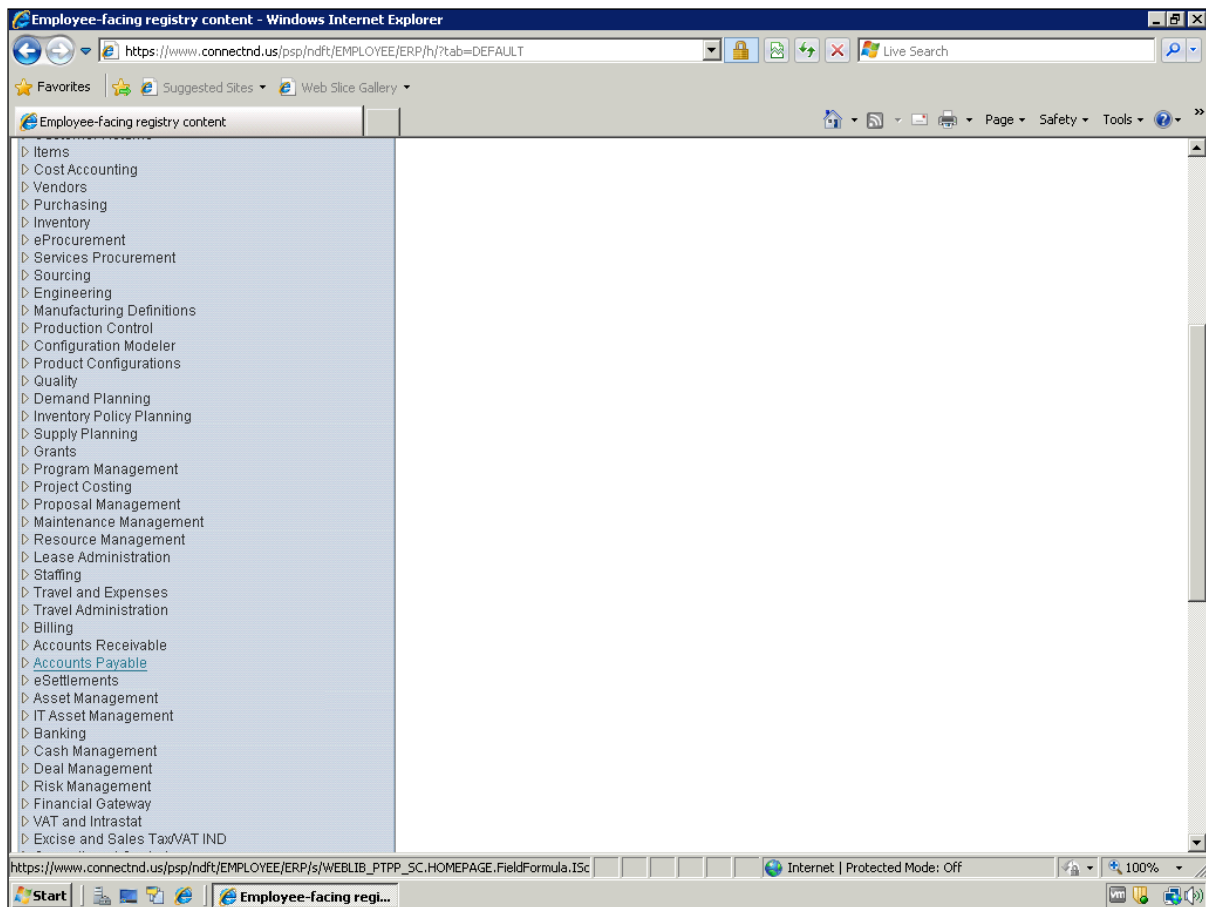 Employee-facing registry content - Windows Internet Explorer
https://www.connectnd.us/psp/ndft/EMPLOYEE/ERP/h/?tab=DEFAULT
Live Search
Favorites
Suggested Sites
Web Slice Gallery
Employee-facing registry content
Page
Safety
Tools
»
Customer Returns
Items
Cost Accounting
Vendors
Purchasing
Inventory
eProcurement
Services Procurement
Sourcing
Engineering
Manufacturing Definitions
Production Control
Configuration Modeler
Product Configurations
Quality
Demand Planning
Inventory Policy Planning
Supply Planning
Grants
Program Management
Project Costing
Proposal Management
Maintenance Management
Resource Management
Lease Administration
Staffing
Travel and Expenses
Travel Administration
Billing
Accounts Receivable
Accounts Payable
eSettlements
Asset Management
IT Asset Management
Banking
Cash Management
Deal Management
Risk Management
Financial Gateway
VAT and Intrastat
Excise and Sales Tax/VAT IND
https://www.connectnd.us/psp/ndft/EMPLOYEE/ERP/s/WEBLIB_PTPP_SC.HOMEPAGE.FieldFormula.ISc
Internet | Protected Mode: Off
100%
Start
Employee-facing regi...
vm